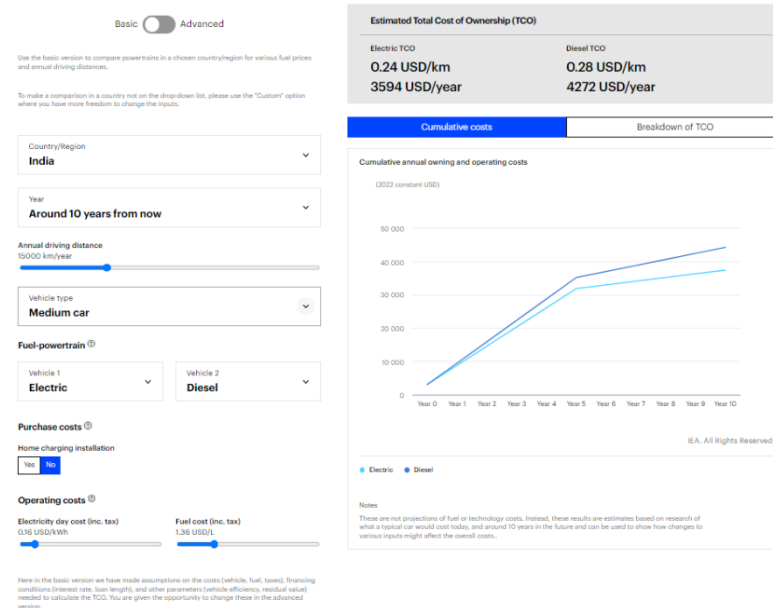 Basic Advanced
Use the basic version to compare powertrains in a chosen country/region for various fuel prices
and annual driving distances.
To make a comparison in a country not on the drop-down list, please use the "Custom" option
where you have more freedom to change the inputs.
Country/Region
India
Year
Around 10 years from now
Annual driving distance
15000 km/year
Vehicle type
Medium car
Fuel-powertrain
Vehicle 1
Electric
Vehicle 2
Diesel
Purchase costs
Home charging installation
Yes No
Operating costs
Electricity day cost (inc. tax)
0.16 USD/kWh
Fuel cost (inc. tax)
1.36 USD/L
Here in the basic version we have made assumptions on the costs (vehicle, fuel, taxes), financing
conditions (interest rate, loan length), and other parameters (vehicle efficiency, residual value)
needed to calculate the TCO. You are given the opportunity to change these in the advanced
version.
Estimated Total Cost of Ownership (TCO)
Electric TCO
0.24 USD/km
3594 USD/year
Diesel TCO
0.28 USD/km
4272 USD/year
Cumulative costs
Breakdown of TCO
Cumulative annual owning and operating costs
(2022 constant USD)
50 000
40 000
30 000
20 000
10 000
0
Year 0 Year 1 Year 2 Year 3 Year 4 Year 5 Year 6 Year 7 Year 8 Year 9 Year 10
IEA. All Rights Reserved
Electric Diesel
Notes
These are not projections of fuel or technology costs. Instead, these results are estimates based on research of
what a typical car would cost today, and around 10 years in the future and can be used to show how changes to
various inputs might affect the overall costs..